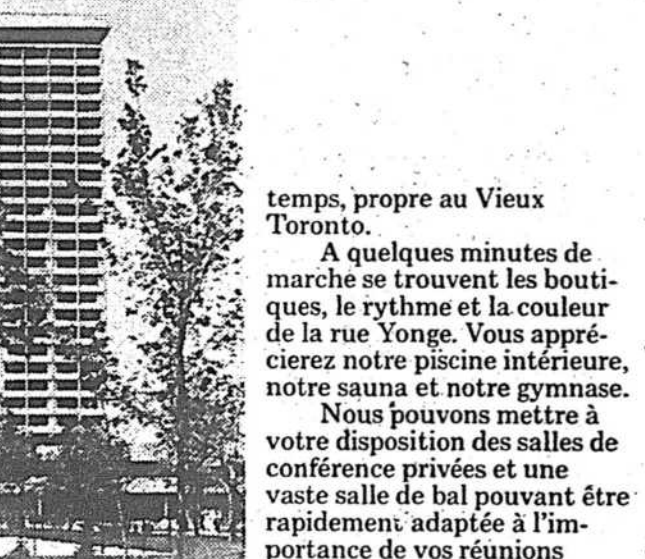 temps, propre au Vieux
Toronto.
A quelques minutes de
marche se trouvent les bouti-
ques, le rythme et la couleur
de la rue Yonge. Vous appré-
cierez notre piscine intérieure,
notre sauna et notre gymnase.
Nous pouvons mettre à
votre disposition des salles de
conférence privées et une
vaste salle de bal pouvant être
rapidement adaptée à l'im-
portance de vos réunions